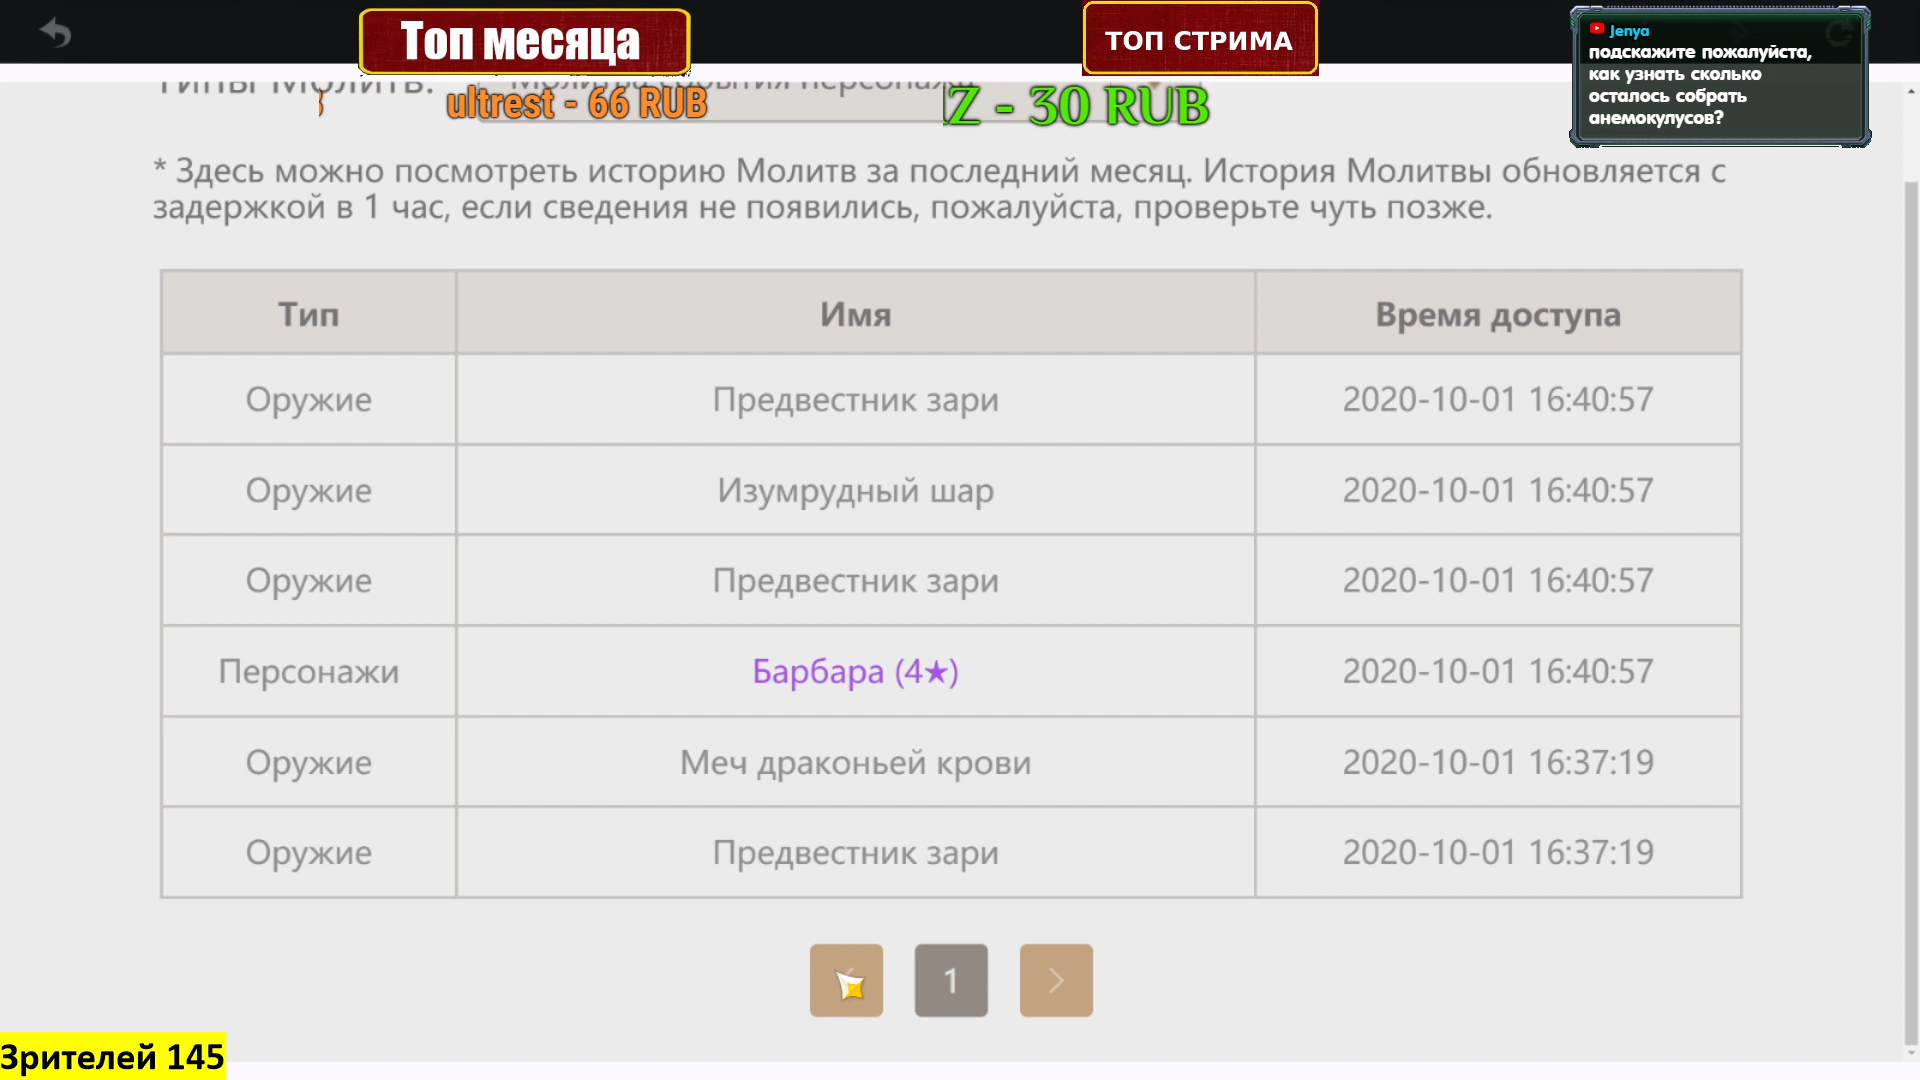 Топ месяца
ТОП СТРИМА
Jenya
подскажите пожалуйста,
как узнать сколько
осталось собрать
анемокулусов?
Типы Молитв: Молитва события персонажа
ultrest - 66 RUB
Z - 30 RUB
* Здесь можно посмотреть историю Молитв за последний месяц. История Молитвы обновляется с
задержкой в 1 час, если сведения не появились, пожалуйста, проверьте чуть позже.
Тип Имя Время доступа
Оружие Предвестник зари 2020-10-01 16:40:57
Оружие Изумрудный шар 2020-10-01 16:40:57
Оружие Предвестник зари 2020-10-01 16:40:57
Персонажи Барбара (4★) 2020-10-01 16:40:57
Оружие Меч драконьей крови 2020-10-01 16:37:19
Оружие Предвестник зари 2020-10-01 16:37:19
1
Зрителей 145